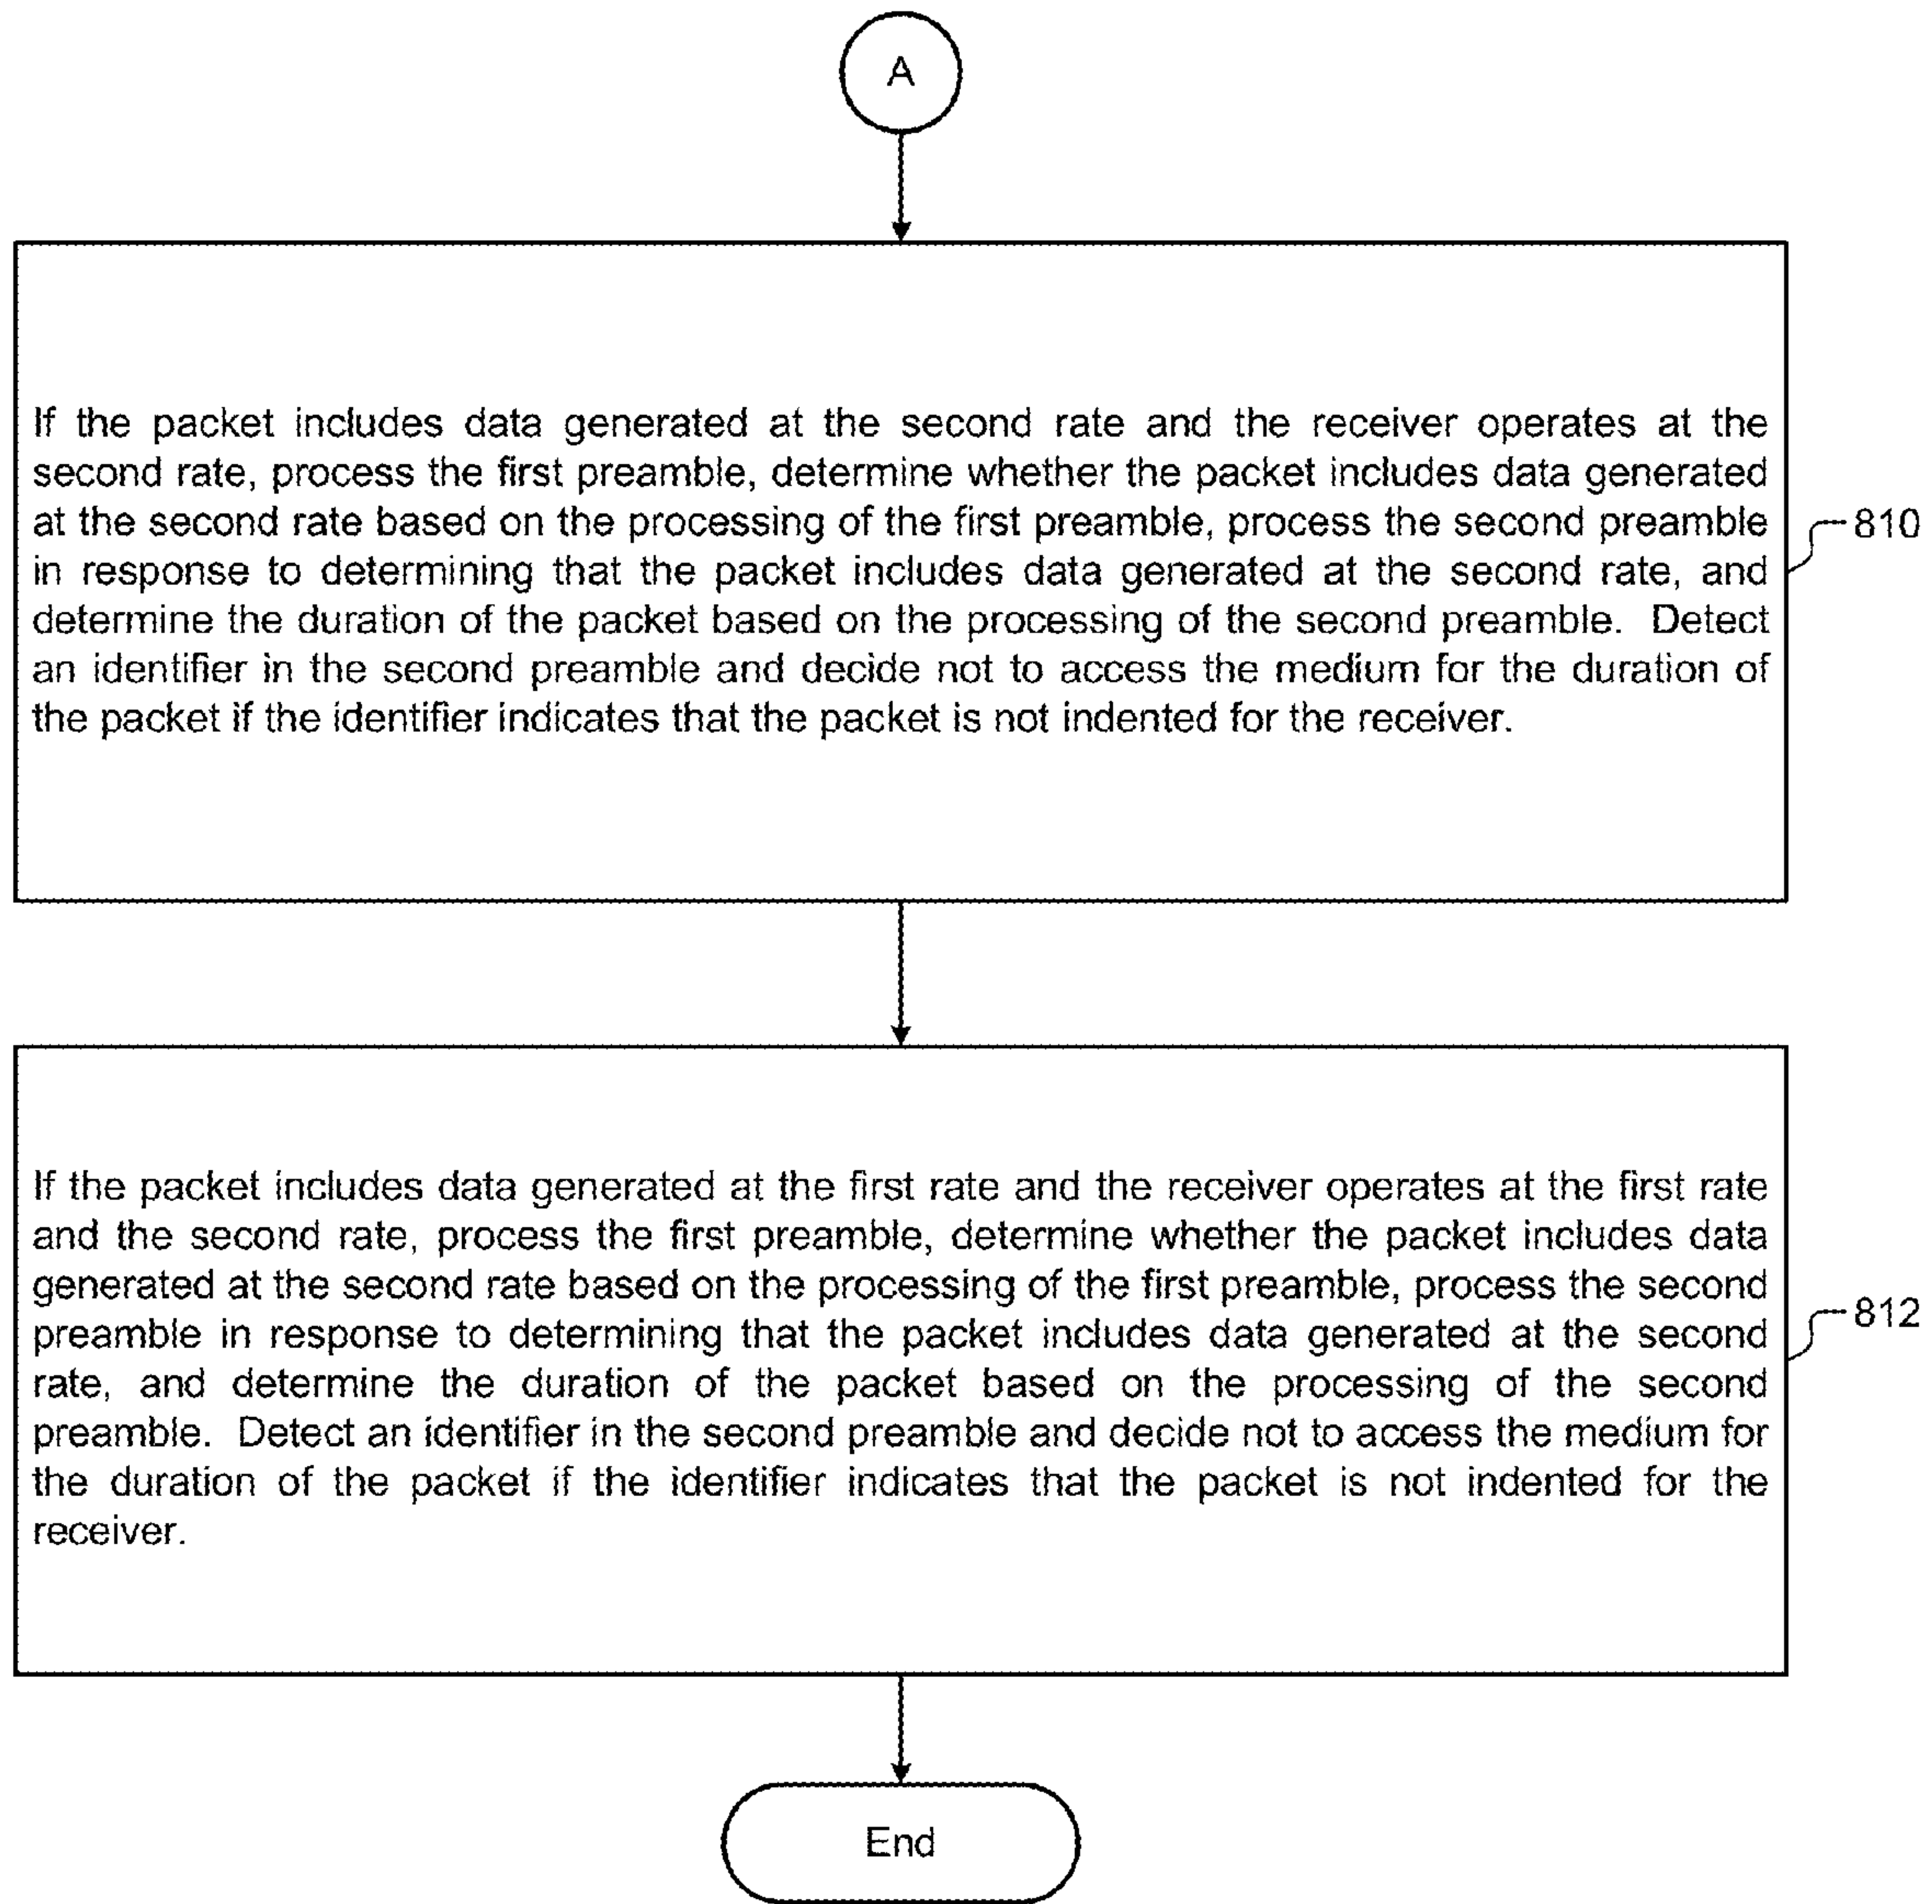 A
If the packet includes data generated at the second rate and the receiver operates at the
second rate, process the first preamble, determine whether the packet includes data generated
at the second rate based on the processing of the first preamble, process the second preamble
in response to determining that the packet includes data generated at the second rate, and
determine the duration of the packet based on the processing of the second preamble. Detect
an identifier in the second preamble and decide not to access the medium for the duration of
the packet if the identifier indicates that the packet is not indented for the receiver.
810
If the packet includes data generated at the first rate and the receiver operates at the first rate
and the second rate, process the first preamble, determine whether the packet includes data
generated at the second rate based on the processing of the first preamble, process the second
preamble in response to determining that the packet includes data generated at the second
rate, and determine the duration of the packet based on the processing of the second
preamble. Detect an identifier in the second preamble and decide not to access the medium for
the duration of the packet if the identifier indicates that the packet is not indented for the
receiver.
812
End